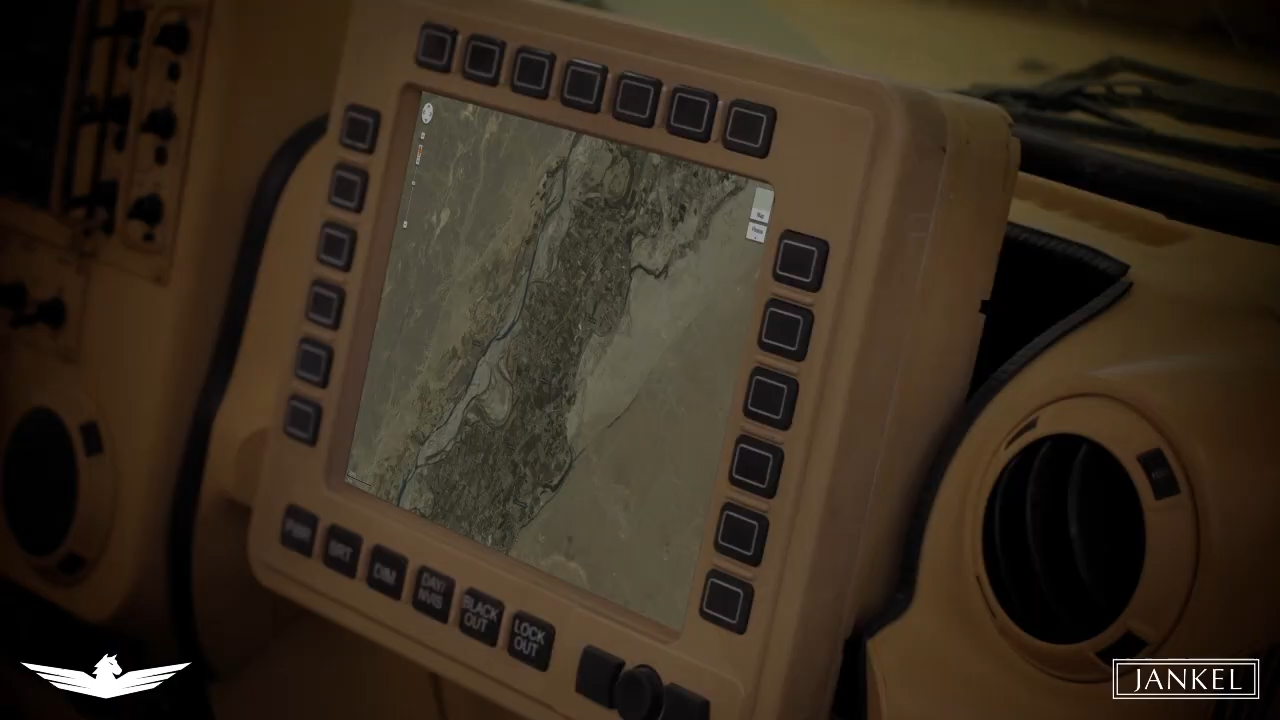 PWR
BRT
DIM
DAY/
NVIS
BLACK
OUT
LOCK
OUT
JANKEL